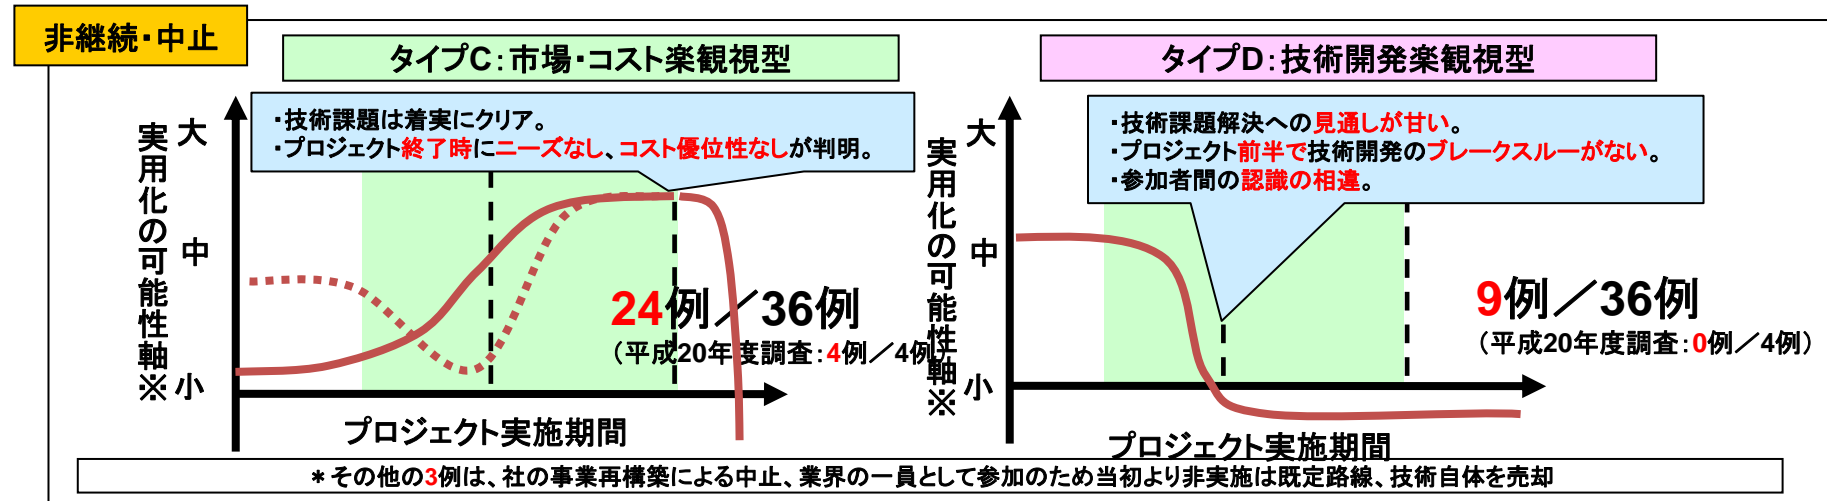 非継続・中止
タイプC：市場・コスト楽観視型
・技術課題は着実にクリア。
・プロジェクト終了時にニーズなし、コスト優位性なしが判明。
実用化の可能性軸※
大
中
小
24例／36例
（平成20年度調査：4例／4例）
プロジェクト実施期間
タイプD：技術開発楽観視型
・技術課題解決への見通しが甘い。
・プロジェクト前半で技術開発のブレークスルーがない。
・参加者間の認識の相違。
実用化の可能性軸※
大
中
小
9例／36例
（平成20年度調査：0例／4例）
プロジェクト実施期間
＊その他の3例は、社の事業再構築による中止、業界の一員として参加のため当初より非実施は既定路線、技術自体を売却